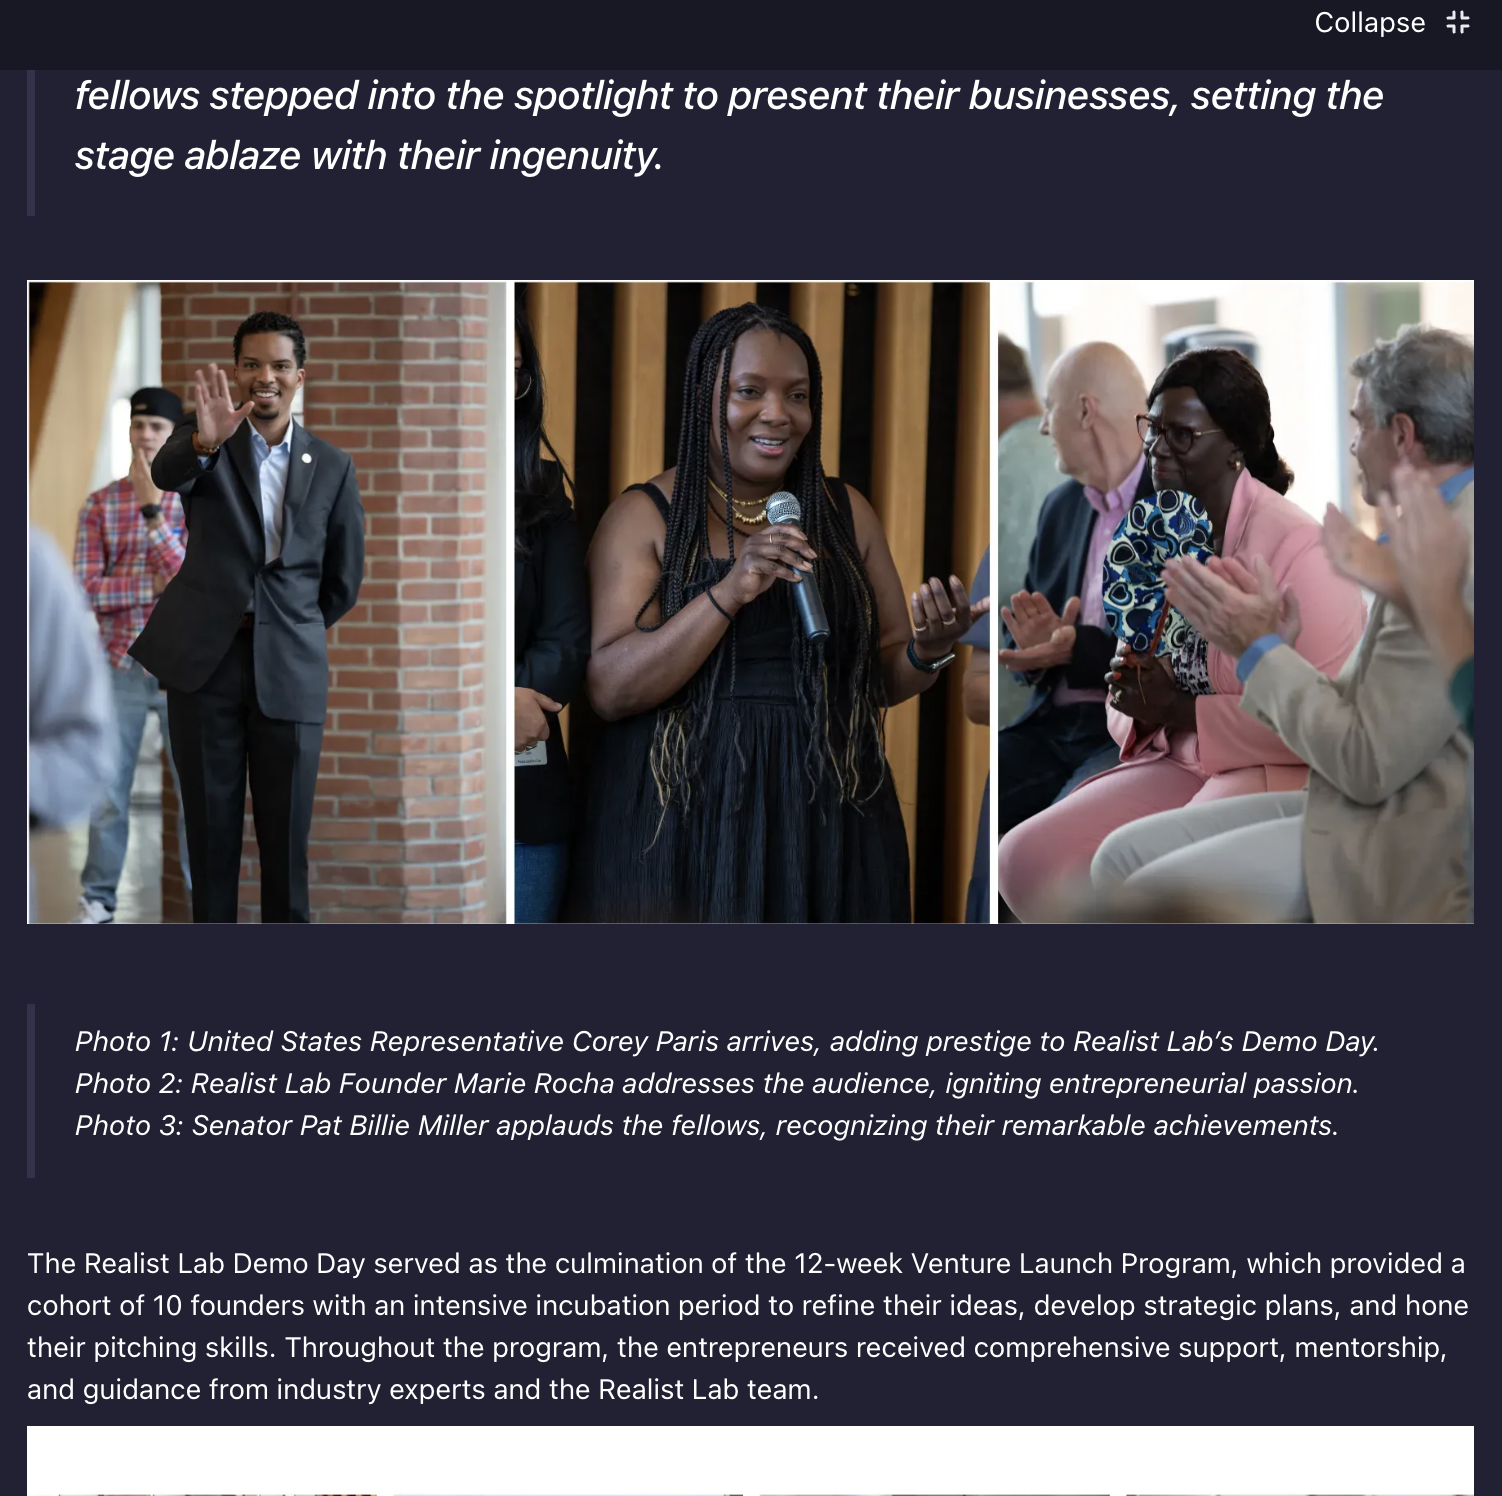 Collapse
fellows stepped into the spotlight to present their businesses, setting the
stage ablaze with their ingenuity.
Photo 1: United States Representative Corey Paris arrives, adding prestige to Realist Lab’s Demo Day.
Photo 2: Realist Lab Founder Marie Rocha addresses the audience, igniting entrepreneurial passion.
Photo 3: Senator Pat Billie Miller applauds the fellows, recognizing their remarkable achievements.
The Realist Lab Demo Day served as the culmination of the 12-week Venture Launch Program, which provided a
cohort of 10 founders with an intensive incubation period to refine their ideas, develop strategic plans, and hone
their pitching skills. Throughout the program, the entrepreneurs received comprehensive support, mentorship,
and guidance from industry experts and the Realist Lab team.